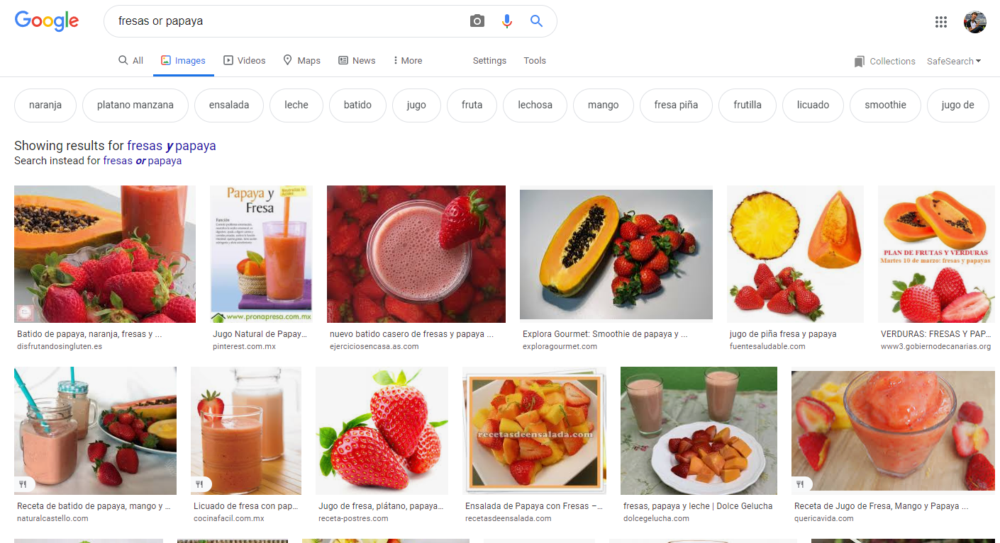 Google
fresas or papaya
All
Images
Videos
Maps
News
More
Settings
Tools
Collections
SafeSearch
naranja
platano manzana
ensalada
leche
batido
jugo
fruta
lechosa
mango
fresa piña
frutilla
licuado
smoothie
jugo de
Showing results for fresas y papaya
Search instead for fresas or papaya
Papaya y
Fresa
Función
www.pronapresa.com.mx
PLAN DE FRUTAS Y VERDURAS
Martes 10 de marzo: fresas y papayas
Batido de papaya, naranja, fresas y ...
disfrutandosingluten.es
Jugo Natural de Papay...
pinterest.com.mx
nuevo batido casero de fresas y papaya ...
ejerciciosencasa.as.com
Explora Gourmet: Smoothie de papaya y ...
exploragourmet.com
jugo de piña fresa y papaya
fuentesaludable.com
VERDURAS: FRESAS Y PAP...
www3.gobiernodecanarias.org
recetasdeensalada.com
Receta de batido de papaya, mango y ...
naturalcastello.com
Licuado de fresa con pap...
cocinafacil.com.mx
Jugo de fresa, plátano, papaya...
receta-postres.com
Ensalada de Papaya con Fresas –...
recetasdeensalada.com
fresas, papaya y leche | Dolce Gelucha
dolcegelucha.com
Receta de Jugo de Fresa, Mango y Papaya ...
quericavida.com